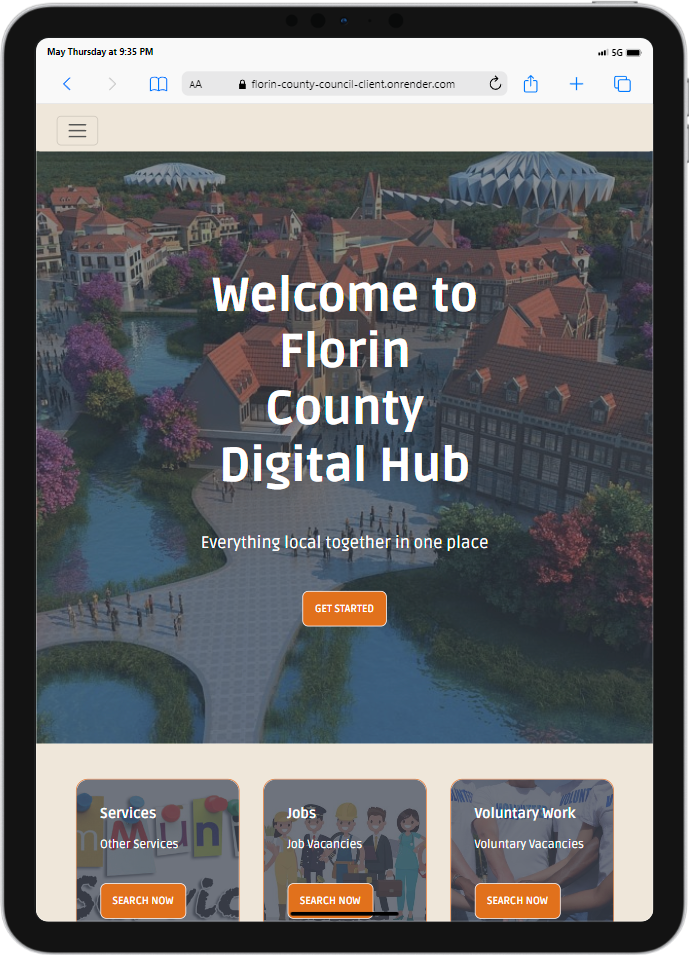 May Thursday at 9:35 PM
5G
AA
florin-county-council-client.onrender.com
Welcome to
Florin
County
Digital Hub
Everything local together in one place
GET STARTED
Services
Jobs
Voluntary Work
Other Services
Job Vacancies
Voluntary Vacancies
SEARCH NOW
SEARCH NOW
SEARCH NOW